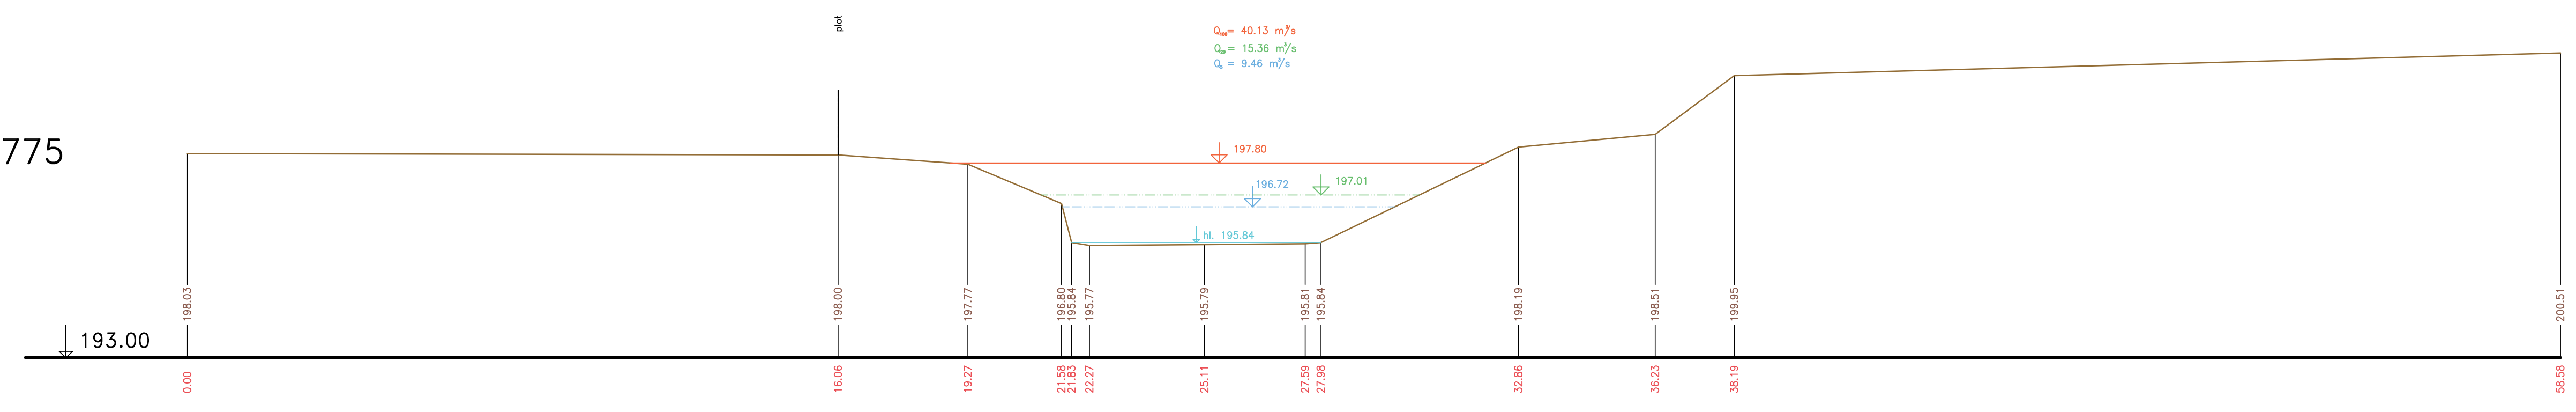 plot
Q₁₀₀= 40.13 m³/s
Q₂₀= 15.36 m³/s
Q₅ = 9.46 m³/s
775
197.80
197.01
196.72
hl. 195.84
198.03 198.00 197.77 196.80 195.84 195.77 195.79 195.81 195.84 198.19 198.51 199.95 200.51
193.00
0.00 16.06 19.27 21.58 21.83 22.27 25.11 27.59 27.98 32.86 36.23 38.19 58.58